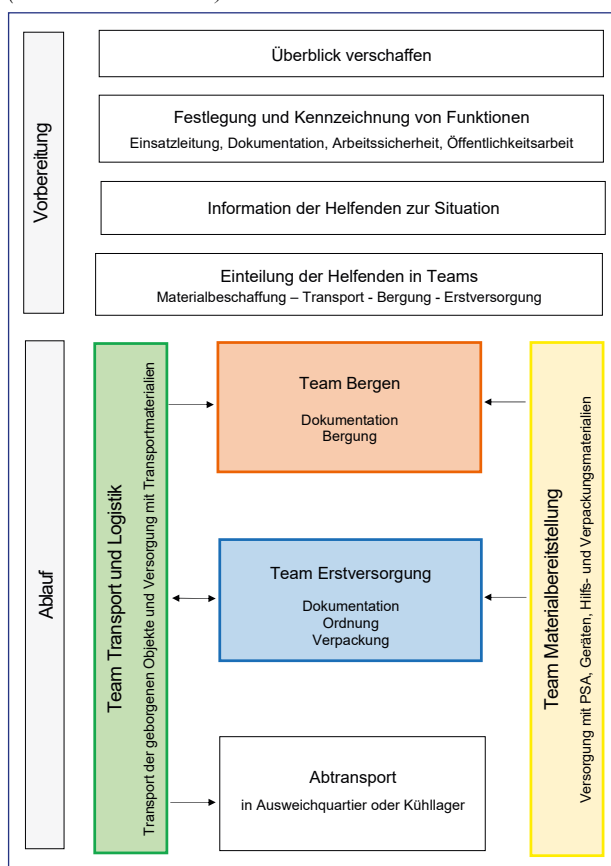 Überblick verschaffen
Vorbereitung
Festlegung und Kennzeichnung von Funktionen
Einsatzleitung, Dokumentation, Arbeitssicherheit, Öffentlichkeitsarbeit
Information der Helfenden zur Situation
Einteilung der Helfenden in Teams
Materialbeschaffung – Transport - Bergung - Erstversorgung
Ablauf
Team Transport und Logistik
Transport der geborgenen Objekte und Versorgung mit Transportmaterialien
Team Bergen
Dokumentation
Bergung
Team Erstversorgung
Dokumentation
Ordnung
Verpackung
Abtransport
in Ausweichquartier oder Kühllager
Team Materialbereitstellung
Versorgung mit PSA, Geräten, Hilfs- und Verpackungsmaterialien